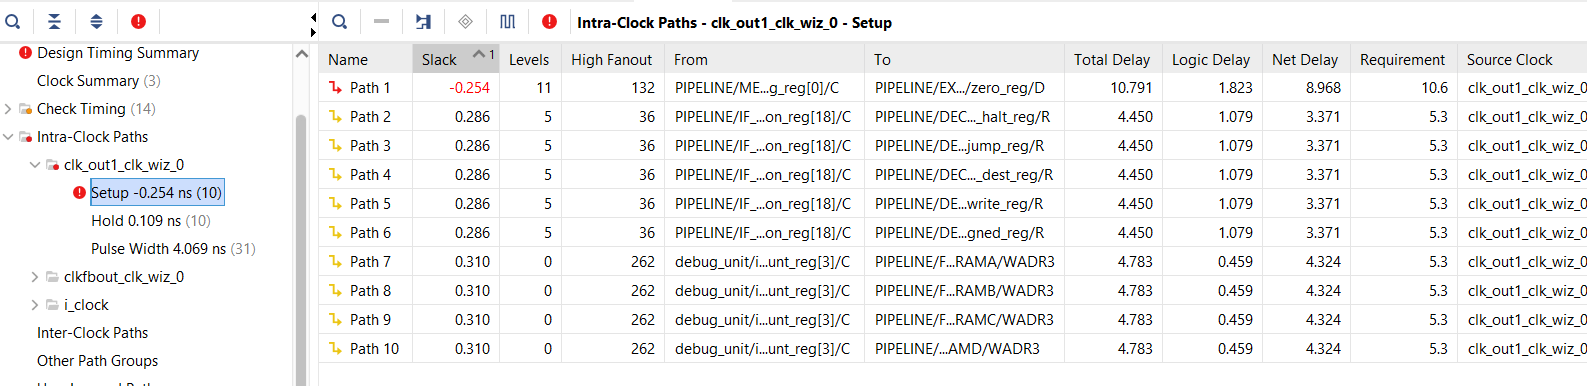 Intra-Clock Paths - clk_out1_clk_wiz_0 - Setup
Design Timing Summary
Clock Summary (3)
Check Timing (14)
Intra-Clock Paths
clk_out1_clk_wiz_0
Setup -0.254 ns (10)
Hold 0.109 ns (10)
Pulse Width 4.069 ns (31)
clkfbout_clk_wiz_0
i_clock
Inter-Clock Paths
Other Path Groups
Name Slack 1 Levels High Fanout From To Total Delay Logic Delay Net Delay Requirement Source Clock
Path 1 -0.254 11 132 PIPELINE/ME...g_reg[0]/C PIPELINE/EX.../zero_reg/D 10.791 1.823 8.968 10.6 clk_out1_clk_wiz_0
Path 2 0.286 5 36 PIPELINE/IF_...on_reg[18]/C PIPELINE/DEC..._halt_reg/R 4.450 1.079 3.371 5.3 clk_out1_clk_wiz_0
Path 3 0.286 5 36 PIPELINE/IF_...on_reg[18]/C PIPELINE/DE...jump_reg/R 4.450 1.079 3.371 5.3 clk_out1_clk_wiz_0
Path 4 0.286 5 36 PIPELINE/IF_...on_reg[18]/C PIPELINE/DEC..._dest_reg/R 4.450 1.079 3.371 5.3 clk_out1_clk_wiz_0
Path 5 0.286 5 36 PIPELINE/IF_...on_reg[18]/C PIPELINE/DE...write_reg/R 4.450 1.079 3.371 5.3 clk_out1_clk_wiz_0
Path 6 0.286 5 36 PIPELINE/IF_...on_reg[18]/C PIPELINE/DE...gned_reg/R 4.450 1.079 3.371 5.3 clk_out1_clk_wiz_0
Path 7 0.310 0 262 debug_unit/i...unt_reg[3]/C PIPELINE/F...RAMA/WADR3 4.783 0.459 4.324 5.3 clk_out1_clk_wiz_0
Path 8 0.310 0 262 debug_unit/i...unt_reg[3]/C PIPELINE/F...RAMB/WADR3 4.783 0.459 4.324 5.3 clk_out1_clk_wiz_0
Path 9 0.310 0 262 debug_unit/i...unt_reg[3]/C PIPELINE/F...RAMC/WADR3 4.783 0.459 4.324 5.3 clk_out1_clk_wiz_0
Path 10 0.310 0 262 debug_unit/i...unt_reg[3]/C PIPELINE/...AMD/WADR3 4.783 0.459 4.324 5.3 clk_out1_clk_wiz_0